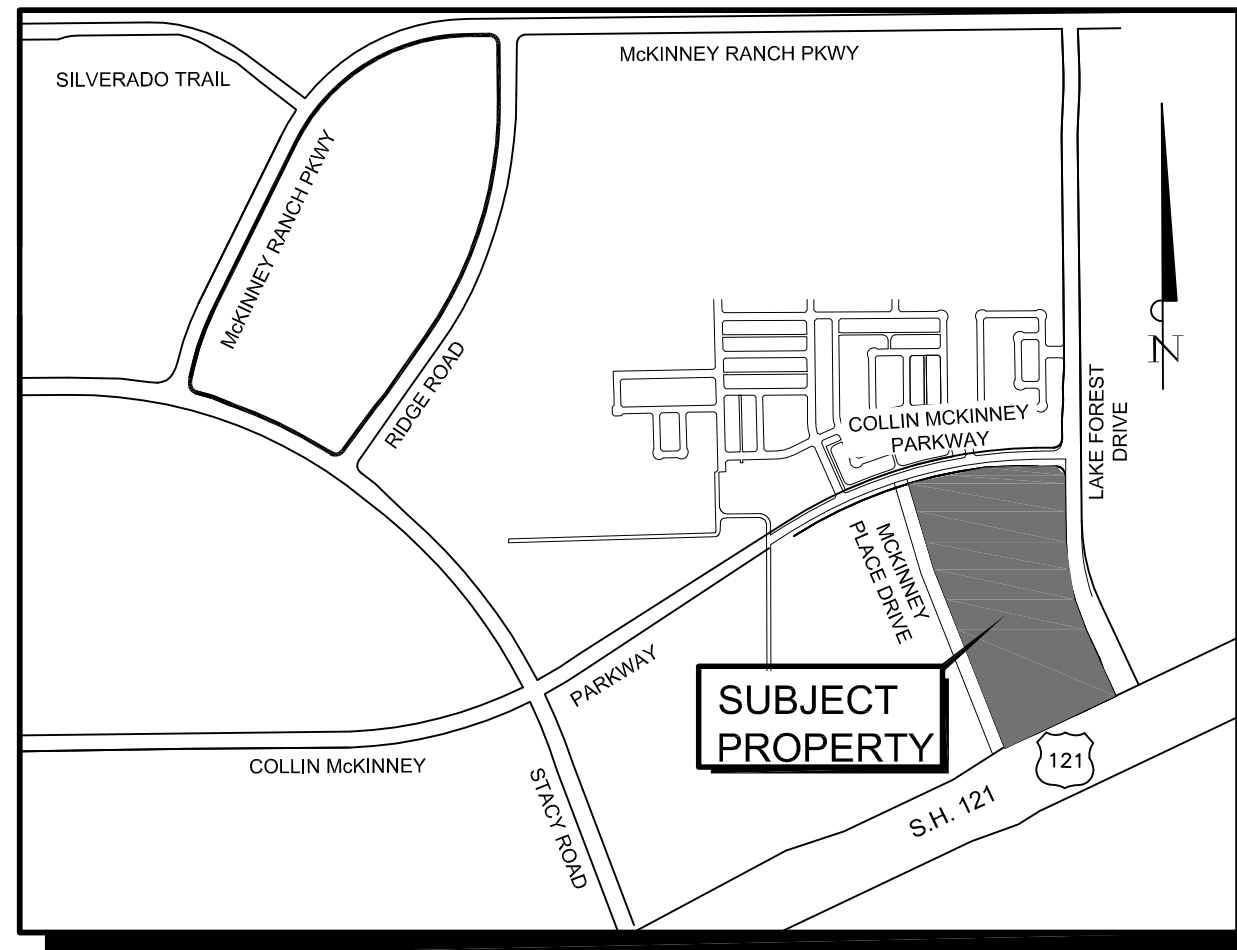 McKINNEY RANCH PKWY
SILVERADO TRAIL
McKINNEY RANCH PKWY
RIDGE ROAD
N
LAKE FOREST
DRIVE
COLLIN MCKINNEY
PARKWAY
MCKINNEY
PLACE DRIVE
PARKWAY
SUBJECT
PROPERTY
COLLIN McKINNEY
121
STACY ROAD
S.H. 121